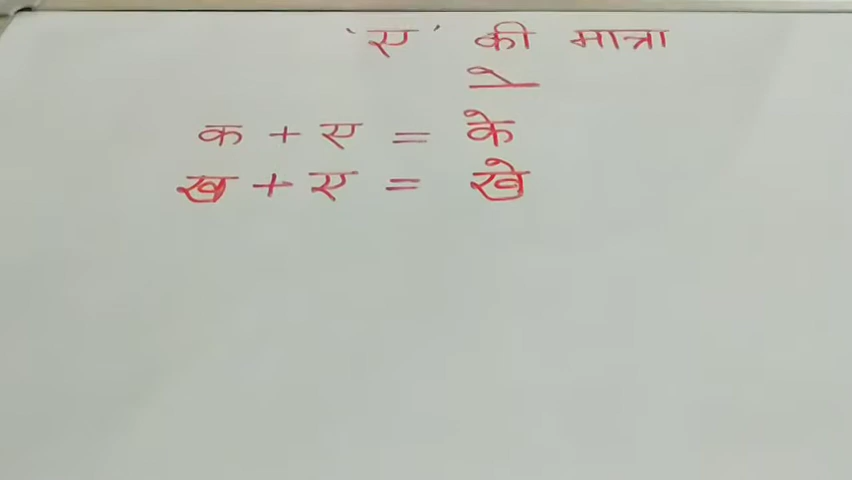 'ए' की मात्रा
े
क + ए = के
ख + ए = खे